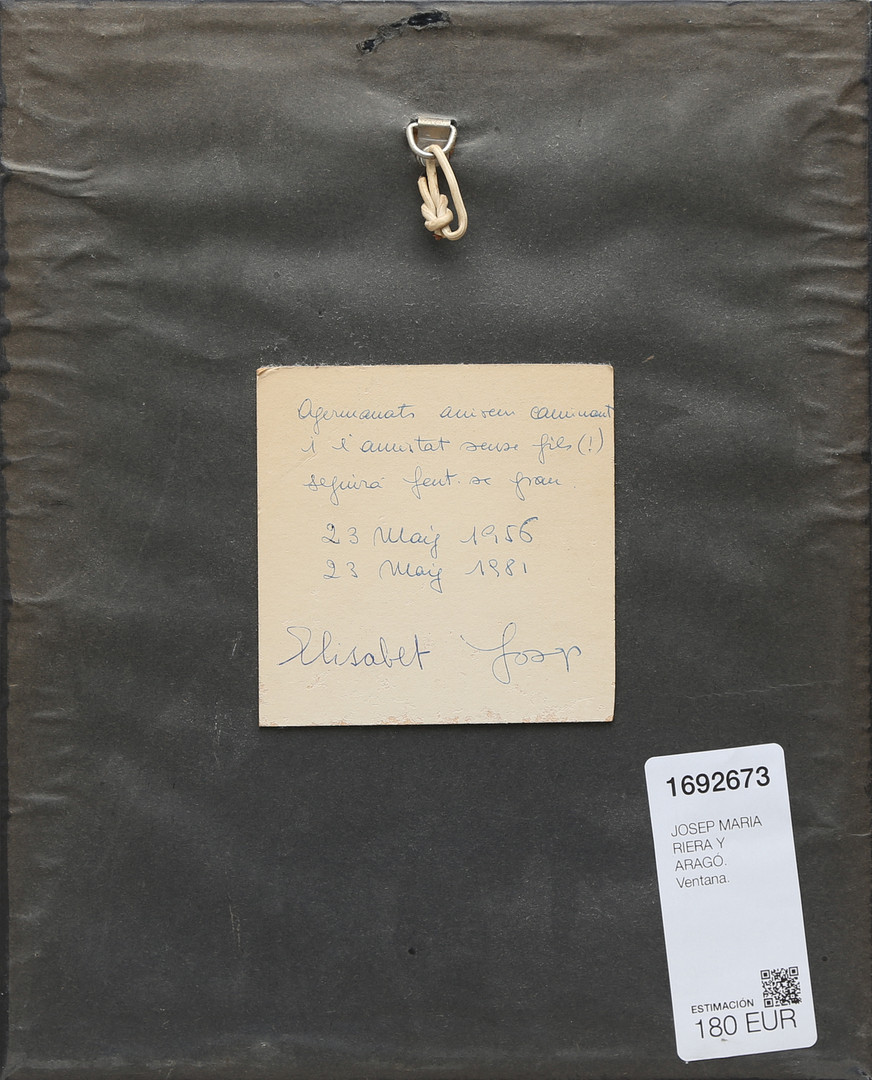 Agermanats anirem caminant
i l'amistat sense fils (!)
seguirà fent-se gran.
23 Maig 1956
23 Maig 1981
Elisabet Josep
1692673
JOSEP MARIA
RIERA Y
ARAGÓ.
Ventana.
ESTIMACIÓN
180 EUR